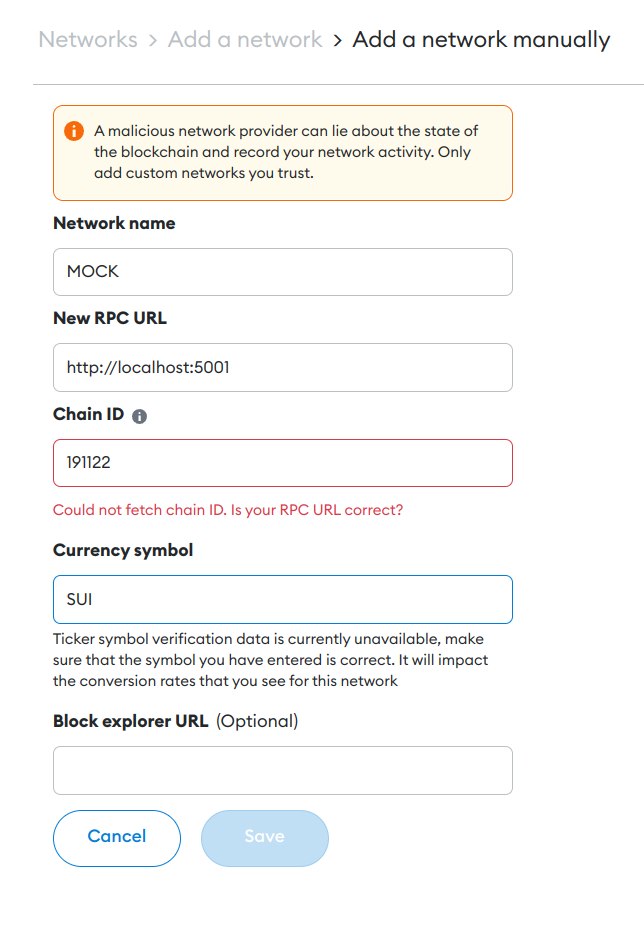 Networks > Add a network > Add a network manually
A malicious network provider can lie about the state of
the blockchain and record your network activity. Only
add custom networks you trust.
Network name
MOCK
New RPC URL
http://localhost:5001
Chain ID
191122
Could not fetch chain ID. Is your RPC URL correct?
Currency symbol
SUI
Ticker symbol verification data is currently unavailable, make
sure that the symbol you have entered is correct. It will impact
the conversion rates that you see for this network
Block explorer URL (Optional)
Cancel
Save